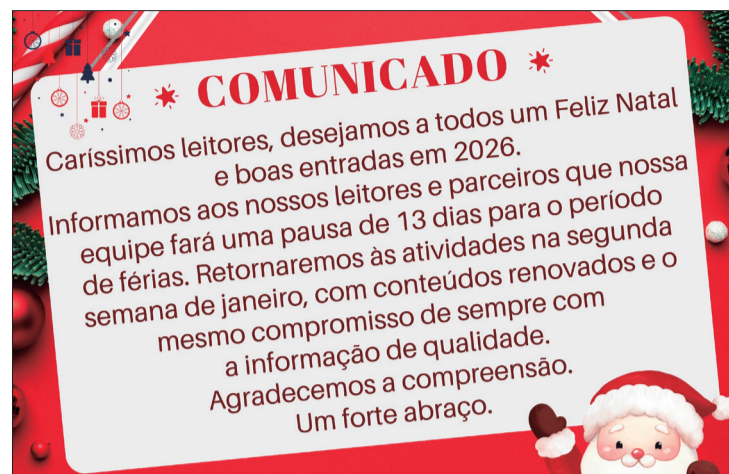 COMUNICADO
Caríssimos leitores, desejamos a todos um Feliz Natal
e boas entradas em 2026.
Informamos aos nossos leitores e parceiros que nossa
equipe fará uma pausa de 13 dias para o período
de férias. Retornaremos às atividades na segunda
semana de janeiro, com conteúdos renovados e o
mesmo compromisso de sempre com
a informação de qualidade.
Agradecemos a compreensão.
Um forte abraço.